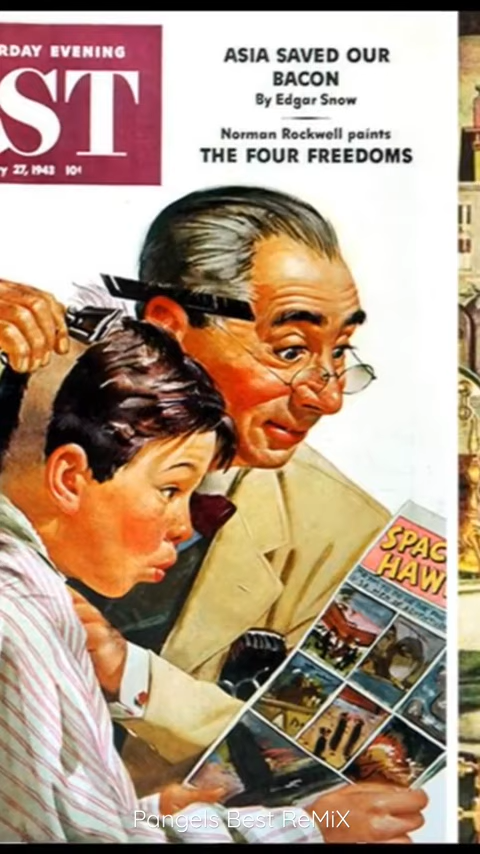 RDAY EVENING
ST
y 27, 1943 10¢
ASIA SAVED OUR
BACON
By Edgar Snow
Norman Rockwell paints
THE FOUR FREEDOMS
SPAC
HAW
Pangels Best ReMiX